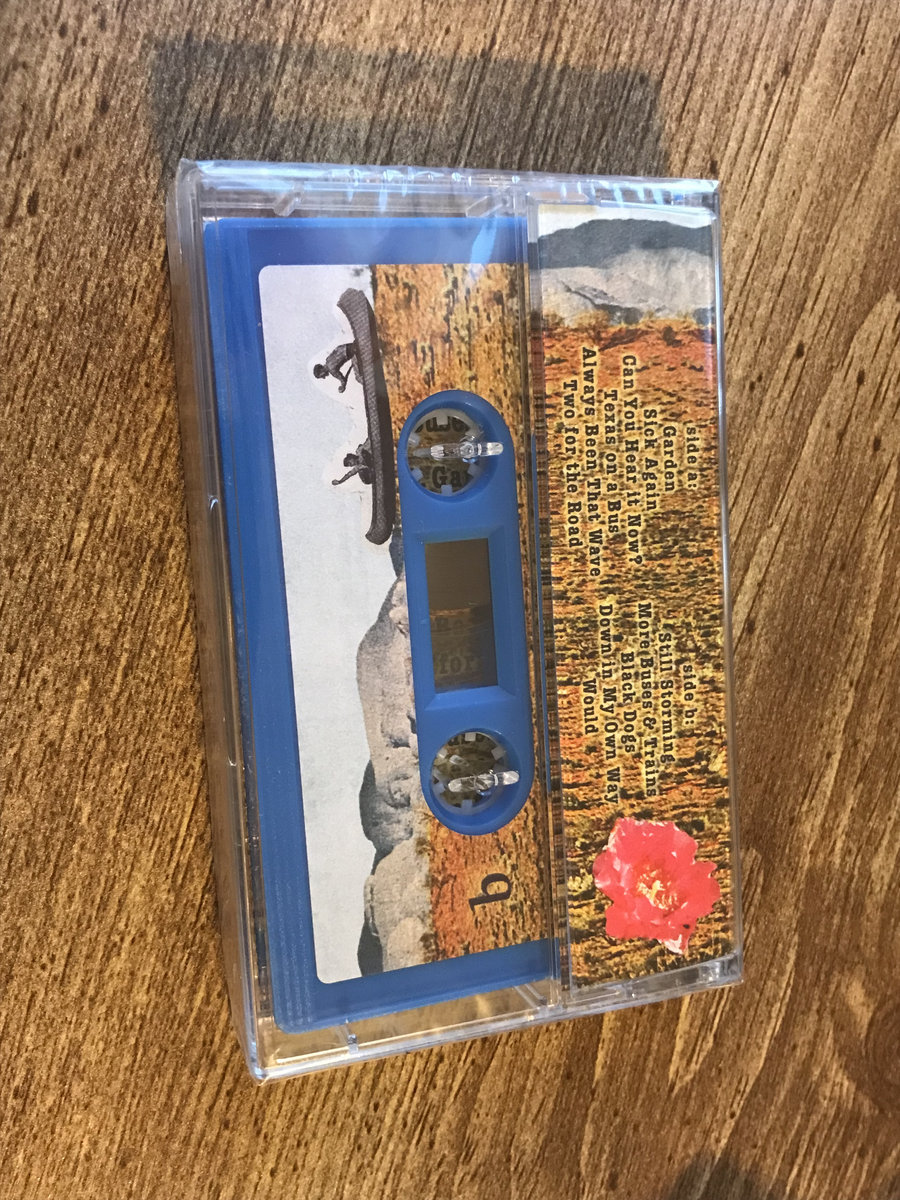 side a:
Garden
Sick Again
Can You Hear it Now?
Texas on a Bus
Always Been That Wave
Two for the Road
side b:
Still Storming
More Buses & Trains
Black Dogs
Down in My Own Way
Would
b